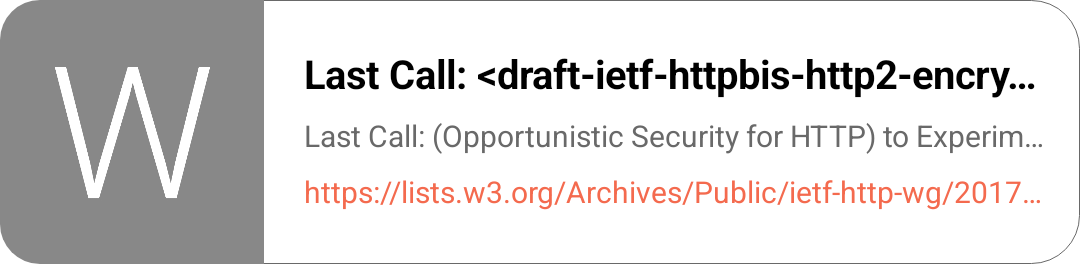 W
Last Call: <draft-ietf-httpbis-http2-encry...
Last Call: (Opportunistic Security for HTTP) to Experim...
https://lists.w3.org/Archives/Public/ietf-http-wg/2017...